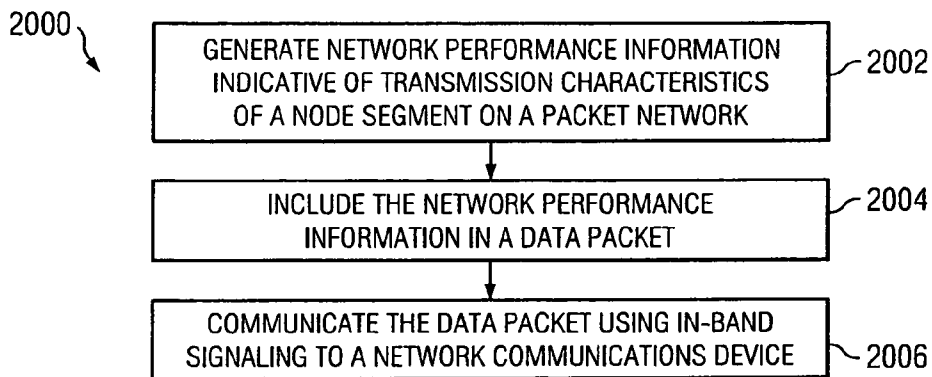 2000
GENERATE NETWORK PERFORMANCE INFORMATION
INDICATIVE OF TRANSMISSION CHARACTERISTICS
OF A NODE SEGMENT ON A PACKET NETWORK
2002
INCLUDE THE NETWORK PERFORMANCE
INFORMATION IN A DATA PACKET
2004
COMMUNICATE THE DATA PACKET USING IN-BAND
SIGNALING TO A NETWORK COMMUNICATIONS DEVICE
2006